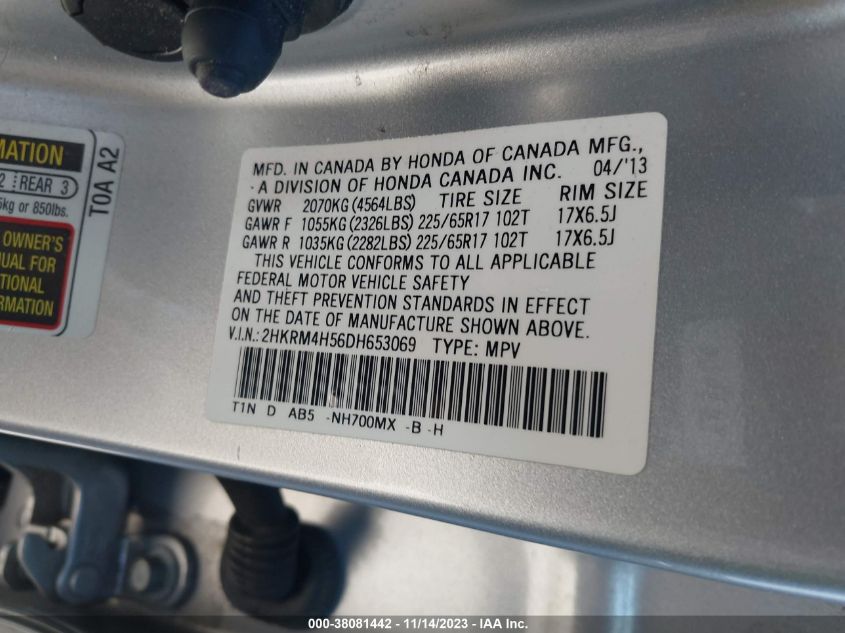 MATION
2 REAR 3
5kg or 850lbs.
OWNER'S
UAL FOR
TIONAL
ORMATION
T0A A2
MFD. IN CANADA BY HONDA OF CANADA MFG.,
A DIVISION OF HONDA CANADA INC. 04/'13
GVWR 2070KG (4564LBS) TIRE SIZE RIM SIZE
GAWR F 1055KG (2326LBS) 225/65R17 102T 17X6.5J
GAWR R 1035KG (2282LBS) 225/65R17 102T 17X6.5J
THIS VEHICLE CONFORMS TO ALL APPLICABLE
FEDERAL MOTOR VEHICLE SAFETY
AND THEFT PREVENTION STANDARDS IN EFFECT
ON THE DATE OF MANUFACTURE SHOWN ABOVE.
V.I.N.: 2HKRM4H56DH653069 TYPE: MPV
T1N D AB5 -NH700MX -B -H
000-38081442 - 11/14/2023 - IAA Inc.